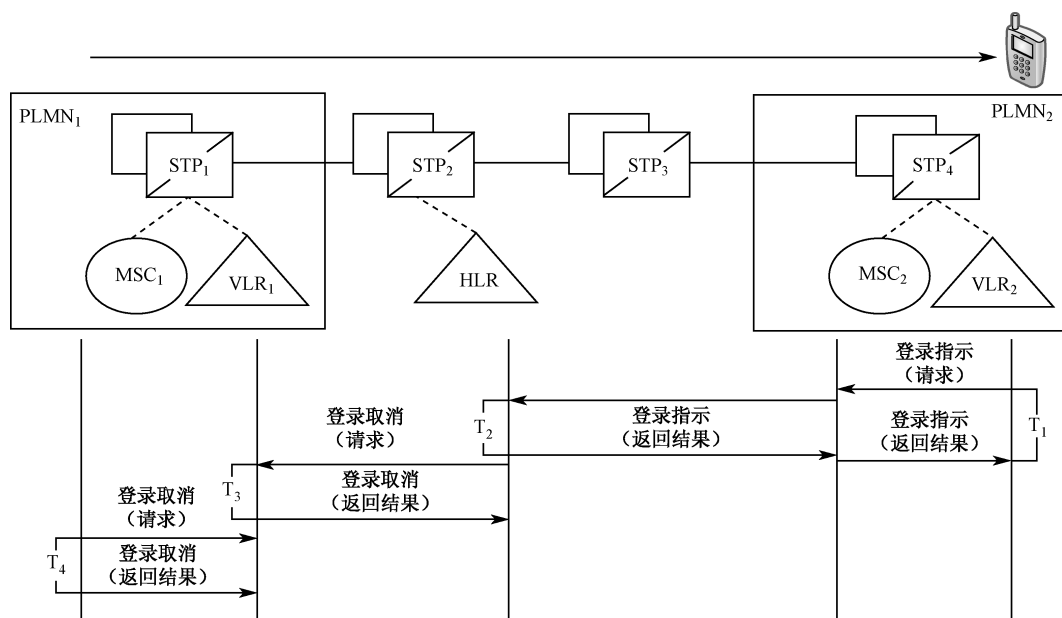 PLMN₁
PLMN₂
STP₁
STP₂
STP₃
STP₄
MSC₁
VLR₁
HLR
MSC₂
VLR₂
登录指示
（请求）
登录取消
（请求）
T₂
登录指示
（返回结果）
登录指示
（返回结果）
T₁
登录取消
（请求）
T₃
登录取消
（返回结果）
T₄
登录取消
（返回结果）